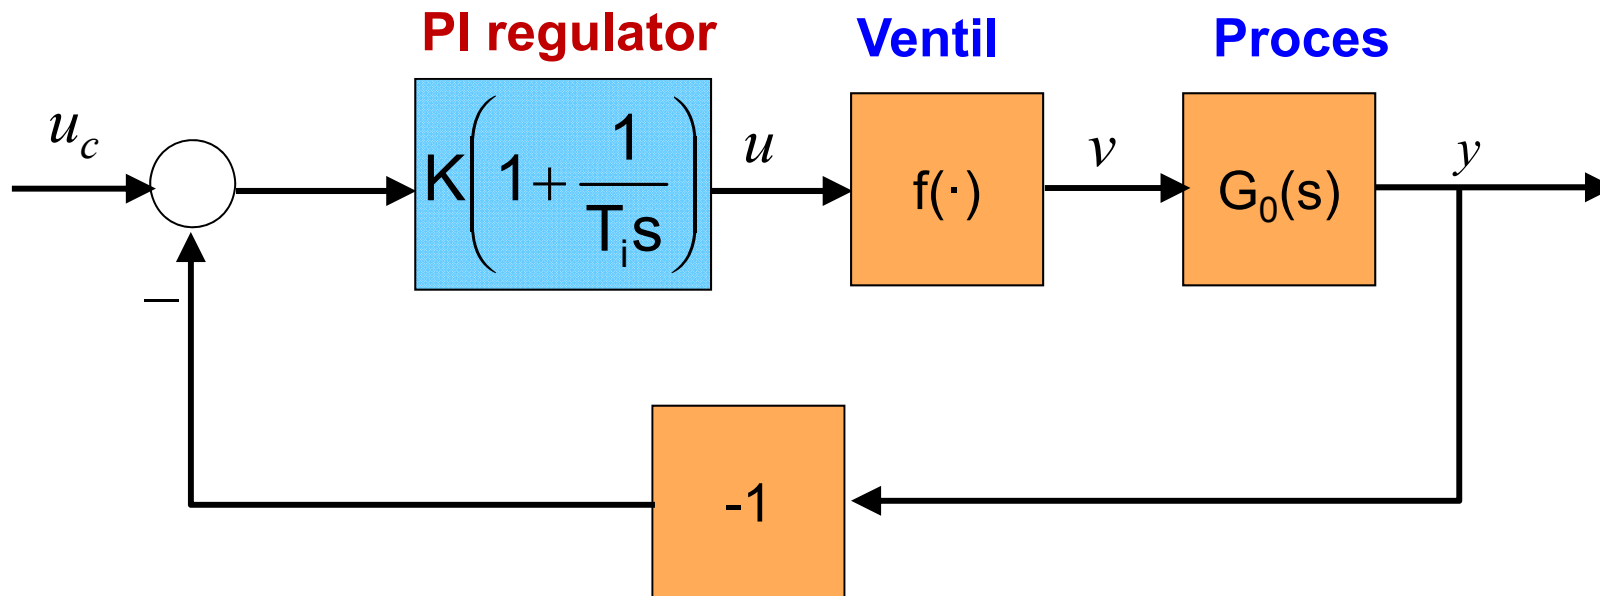 PI regulator Ventil Proces
u_c K(1+1/(T_i s)) u f(·) v G_0(s) y
−
-1